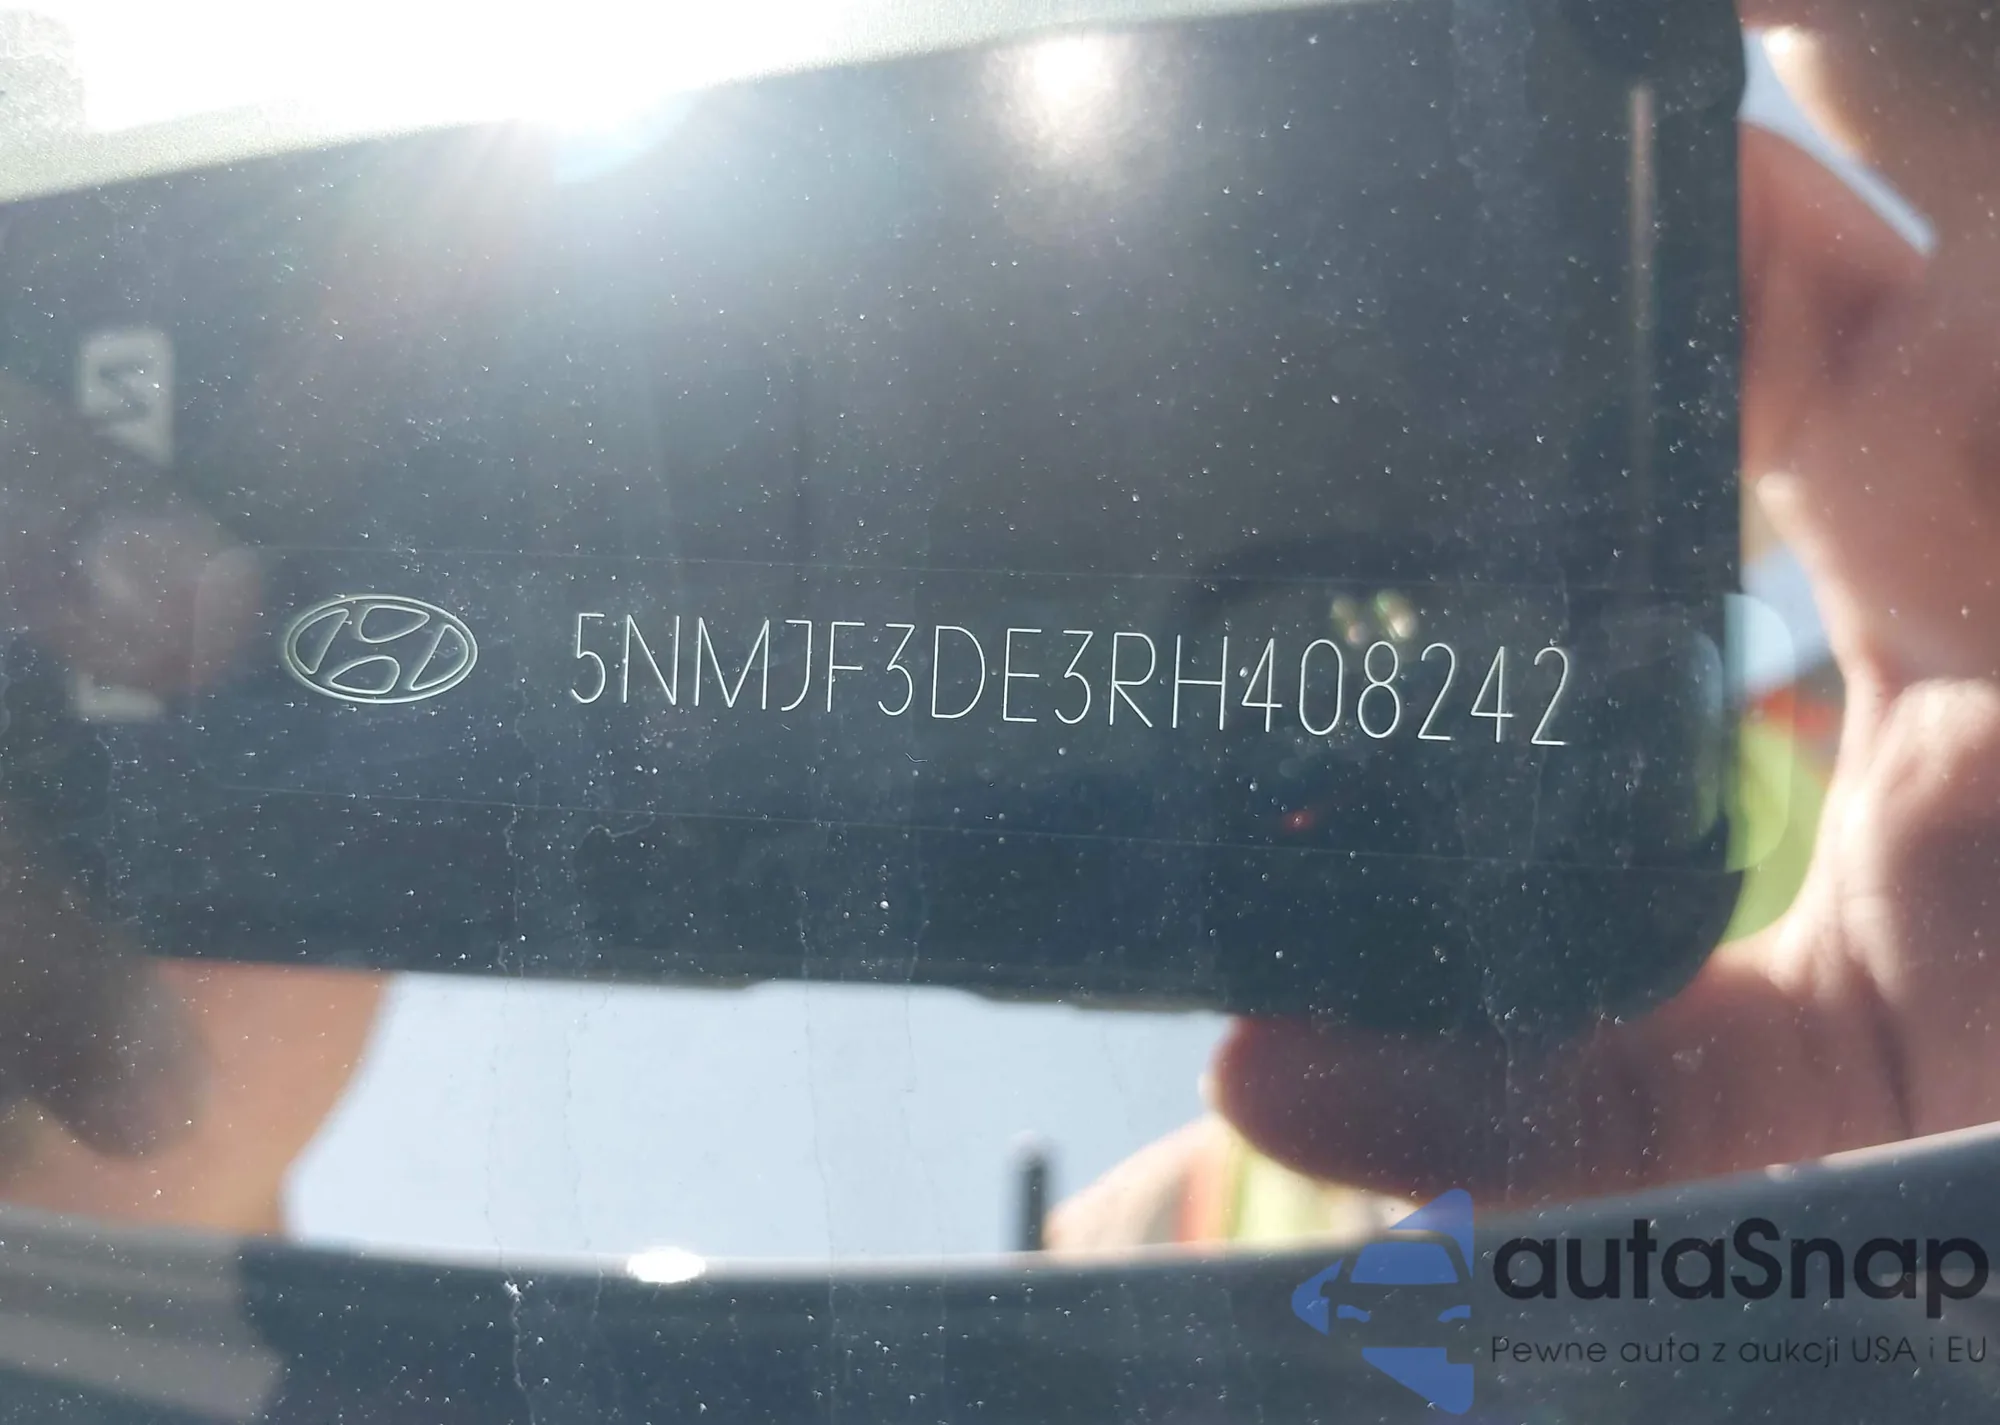 5NMJF3DE3RH408242
autaSnap
Pewne auta z aukcji USA i EU